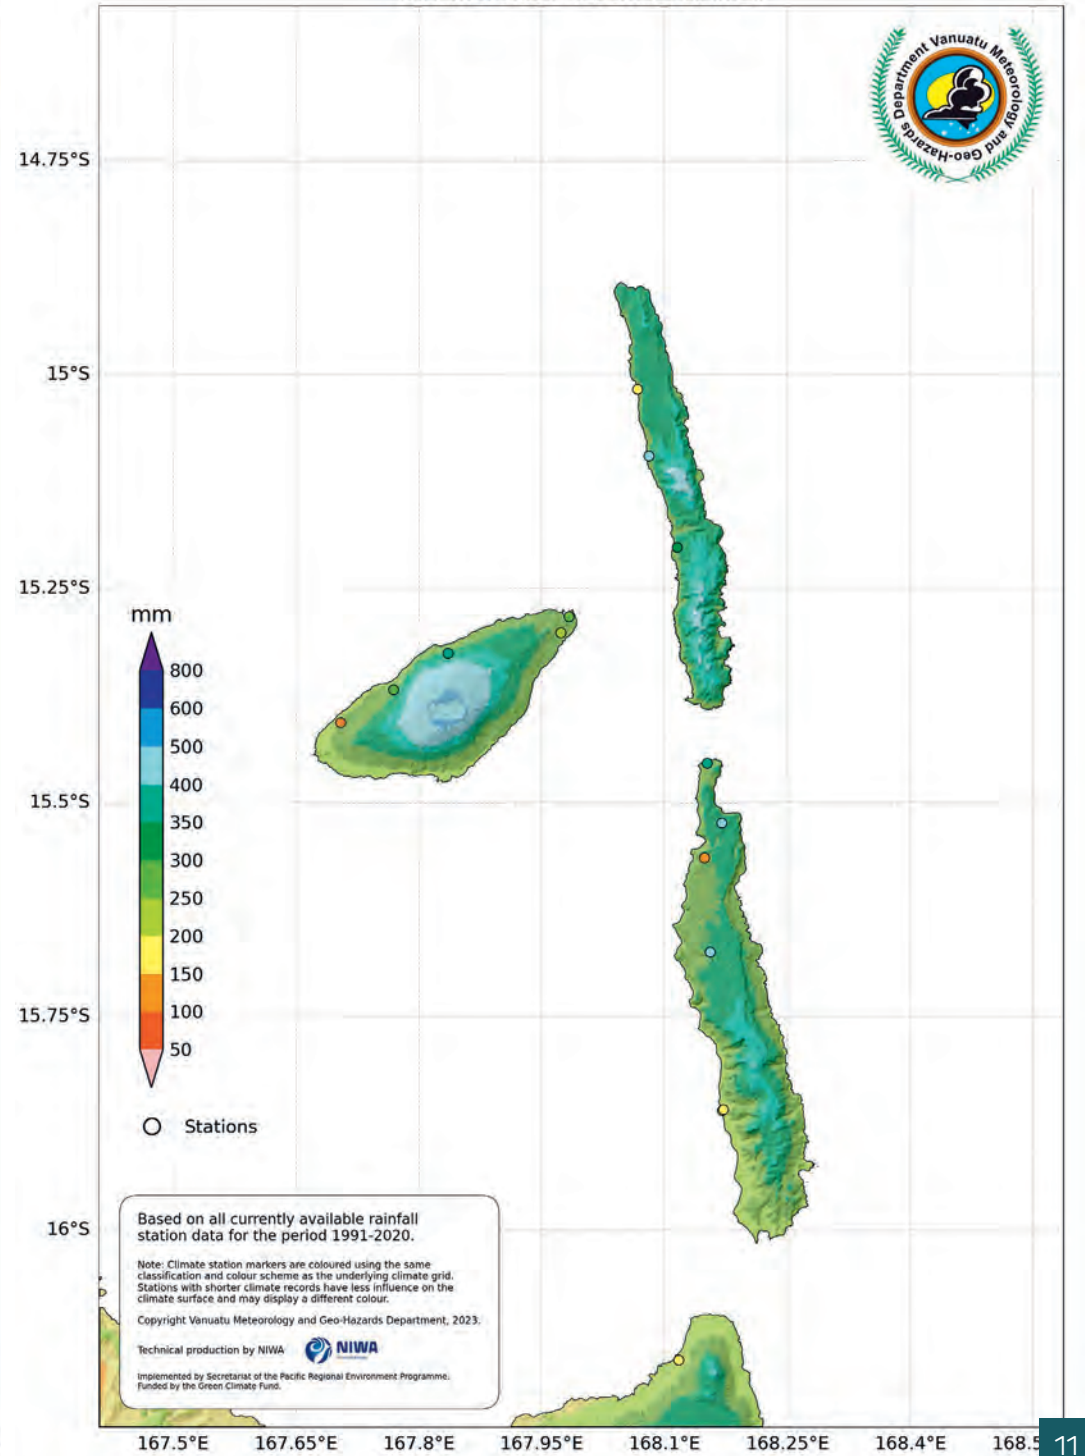 Vanuatu Meteorology and Geo-Hazards Department
14.75°S
15°S
15.25°S
15.5°S
15.75°S
16°S
mm
800
600
500
400
350
300
250
200
150
100
50
Stations
Based on all currently available rainfall
station data for the period 1991-2020.
Note: Climate station markers are coloured using the same
classification and colour scheme as the underlying climate grid.
Stations with shorter climate records have less influence on the
climate surface and may display a different colour.
Copyright Vanuatu Meteorology and Geo-Hazards Department, 2023.
Technical production by NIWA
NIWA
Implemented by Secretariat of the Pacific Regional Environment Programme.
Funded by the Green Climate Fund.
167.5°E
167.65°E
167.8°E
167.95°E
168.1°E
168.25°E
168.4°E
168.5
11